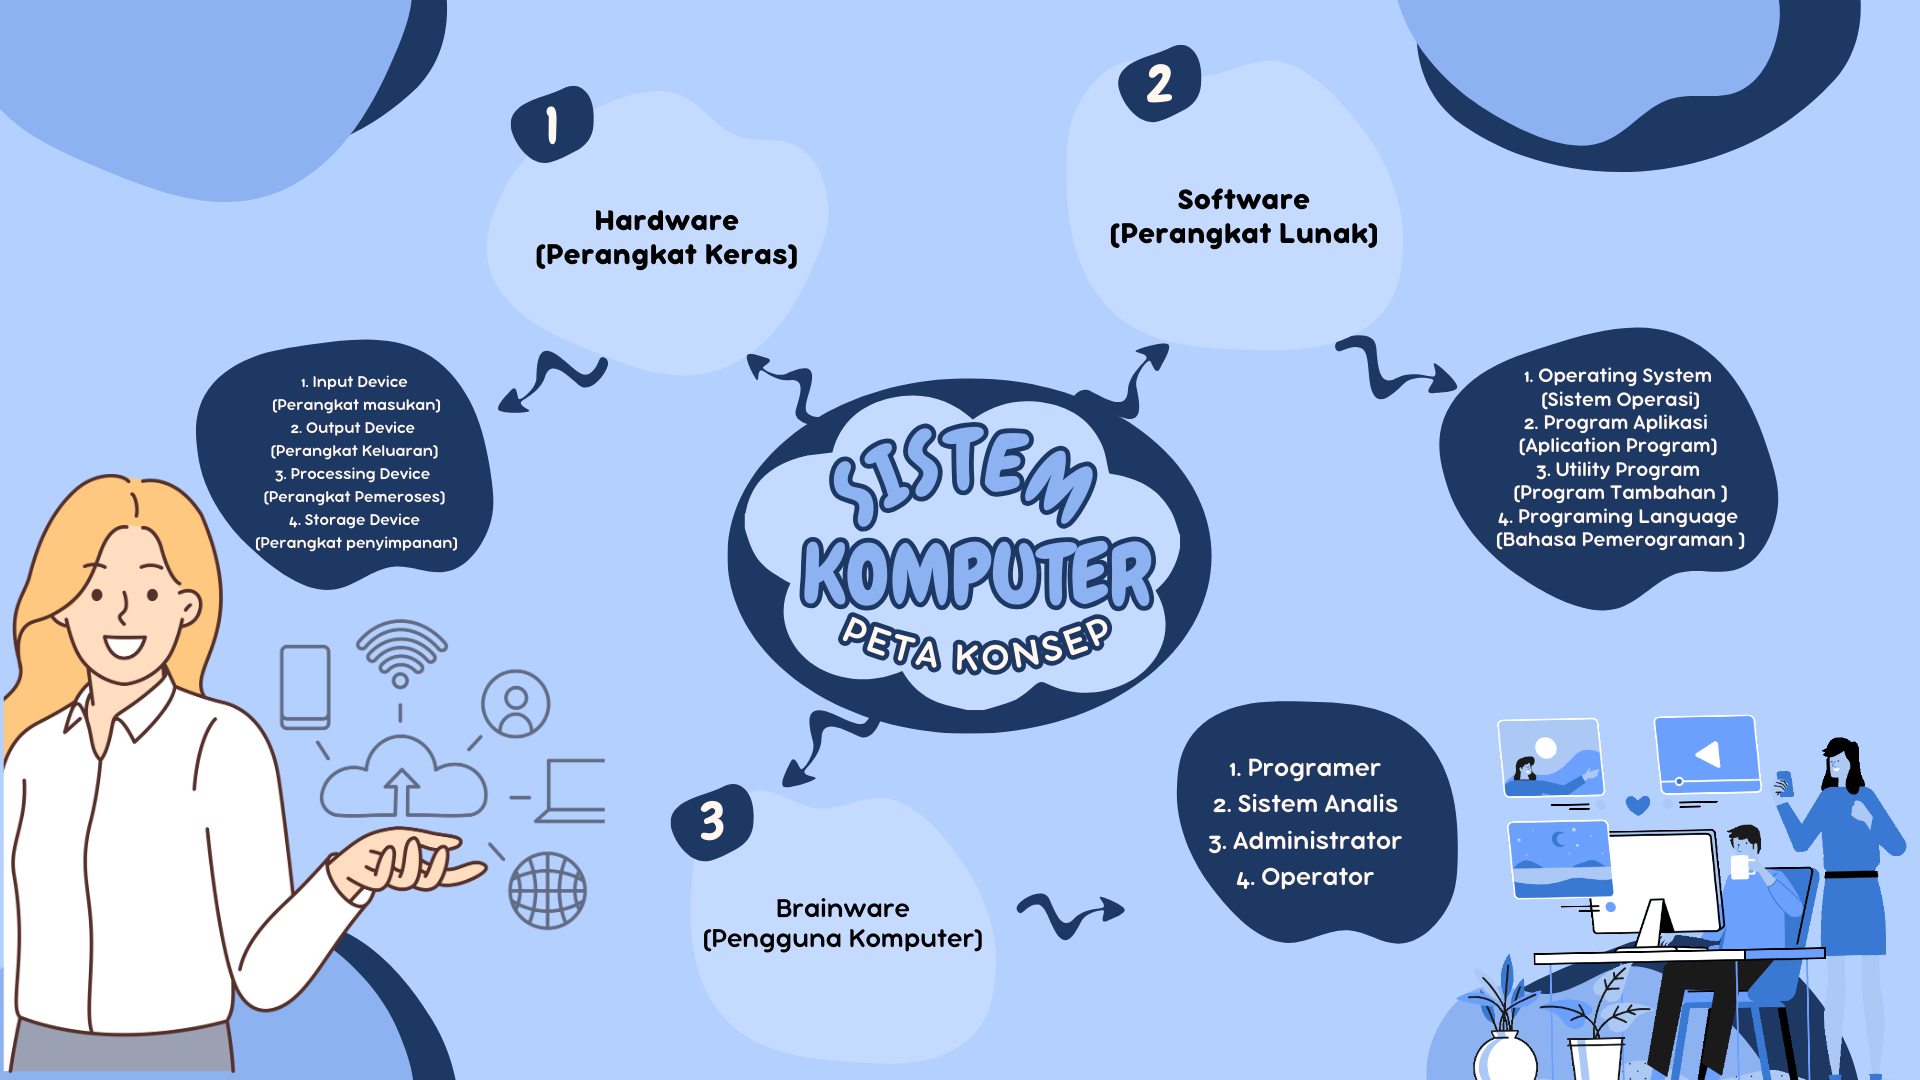 SISTEM
KOMPUTER
PETA KONSEP
1
Hardware
(Perangkat Keras)
1. Input Device
(Perangkat masukan)
2. Output Device
(Perangkat Keluaran)
3. Processing Device
(Perangkat Pemeroses)
4. Storage Device
(Perangkat penyimpanan)
2
Software
(Perangkat Lunak)
1. Operating System
(Sistem Operasi)
2. Program Aplikasi
(Aplication Program)
3. Utility Program
(Program Tambahan )
4. Programing Language
(Bahasa Pemerograman )
3
Brainware
(Pengguna Komputer)
1. Programer
2. Sistem Analis
3. Administrator
4. Operator